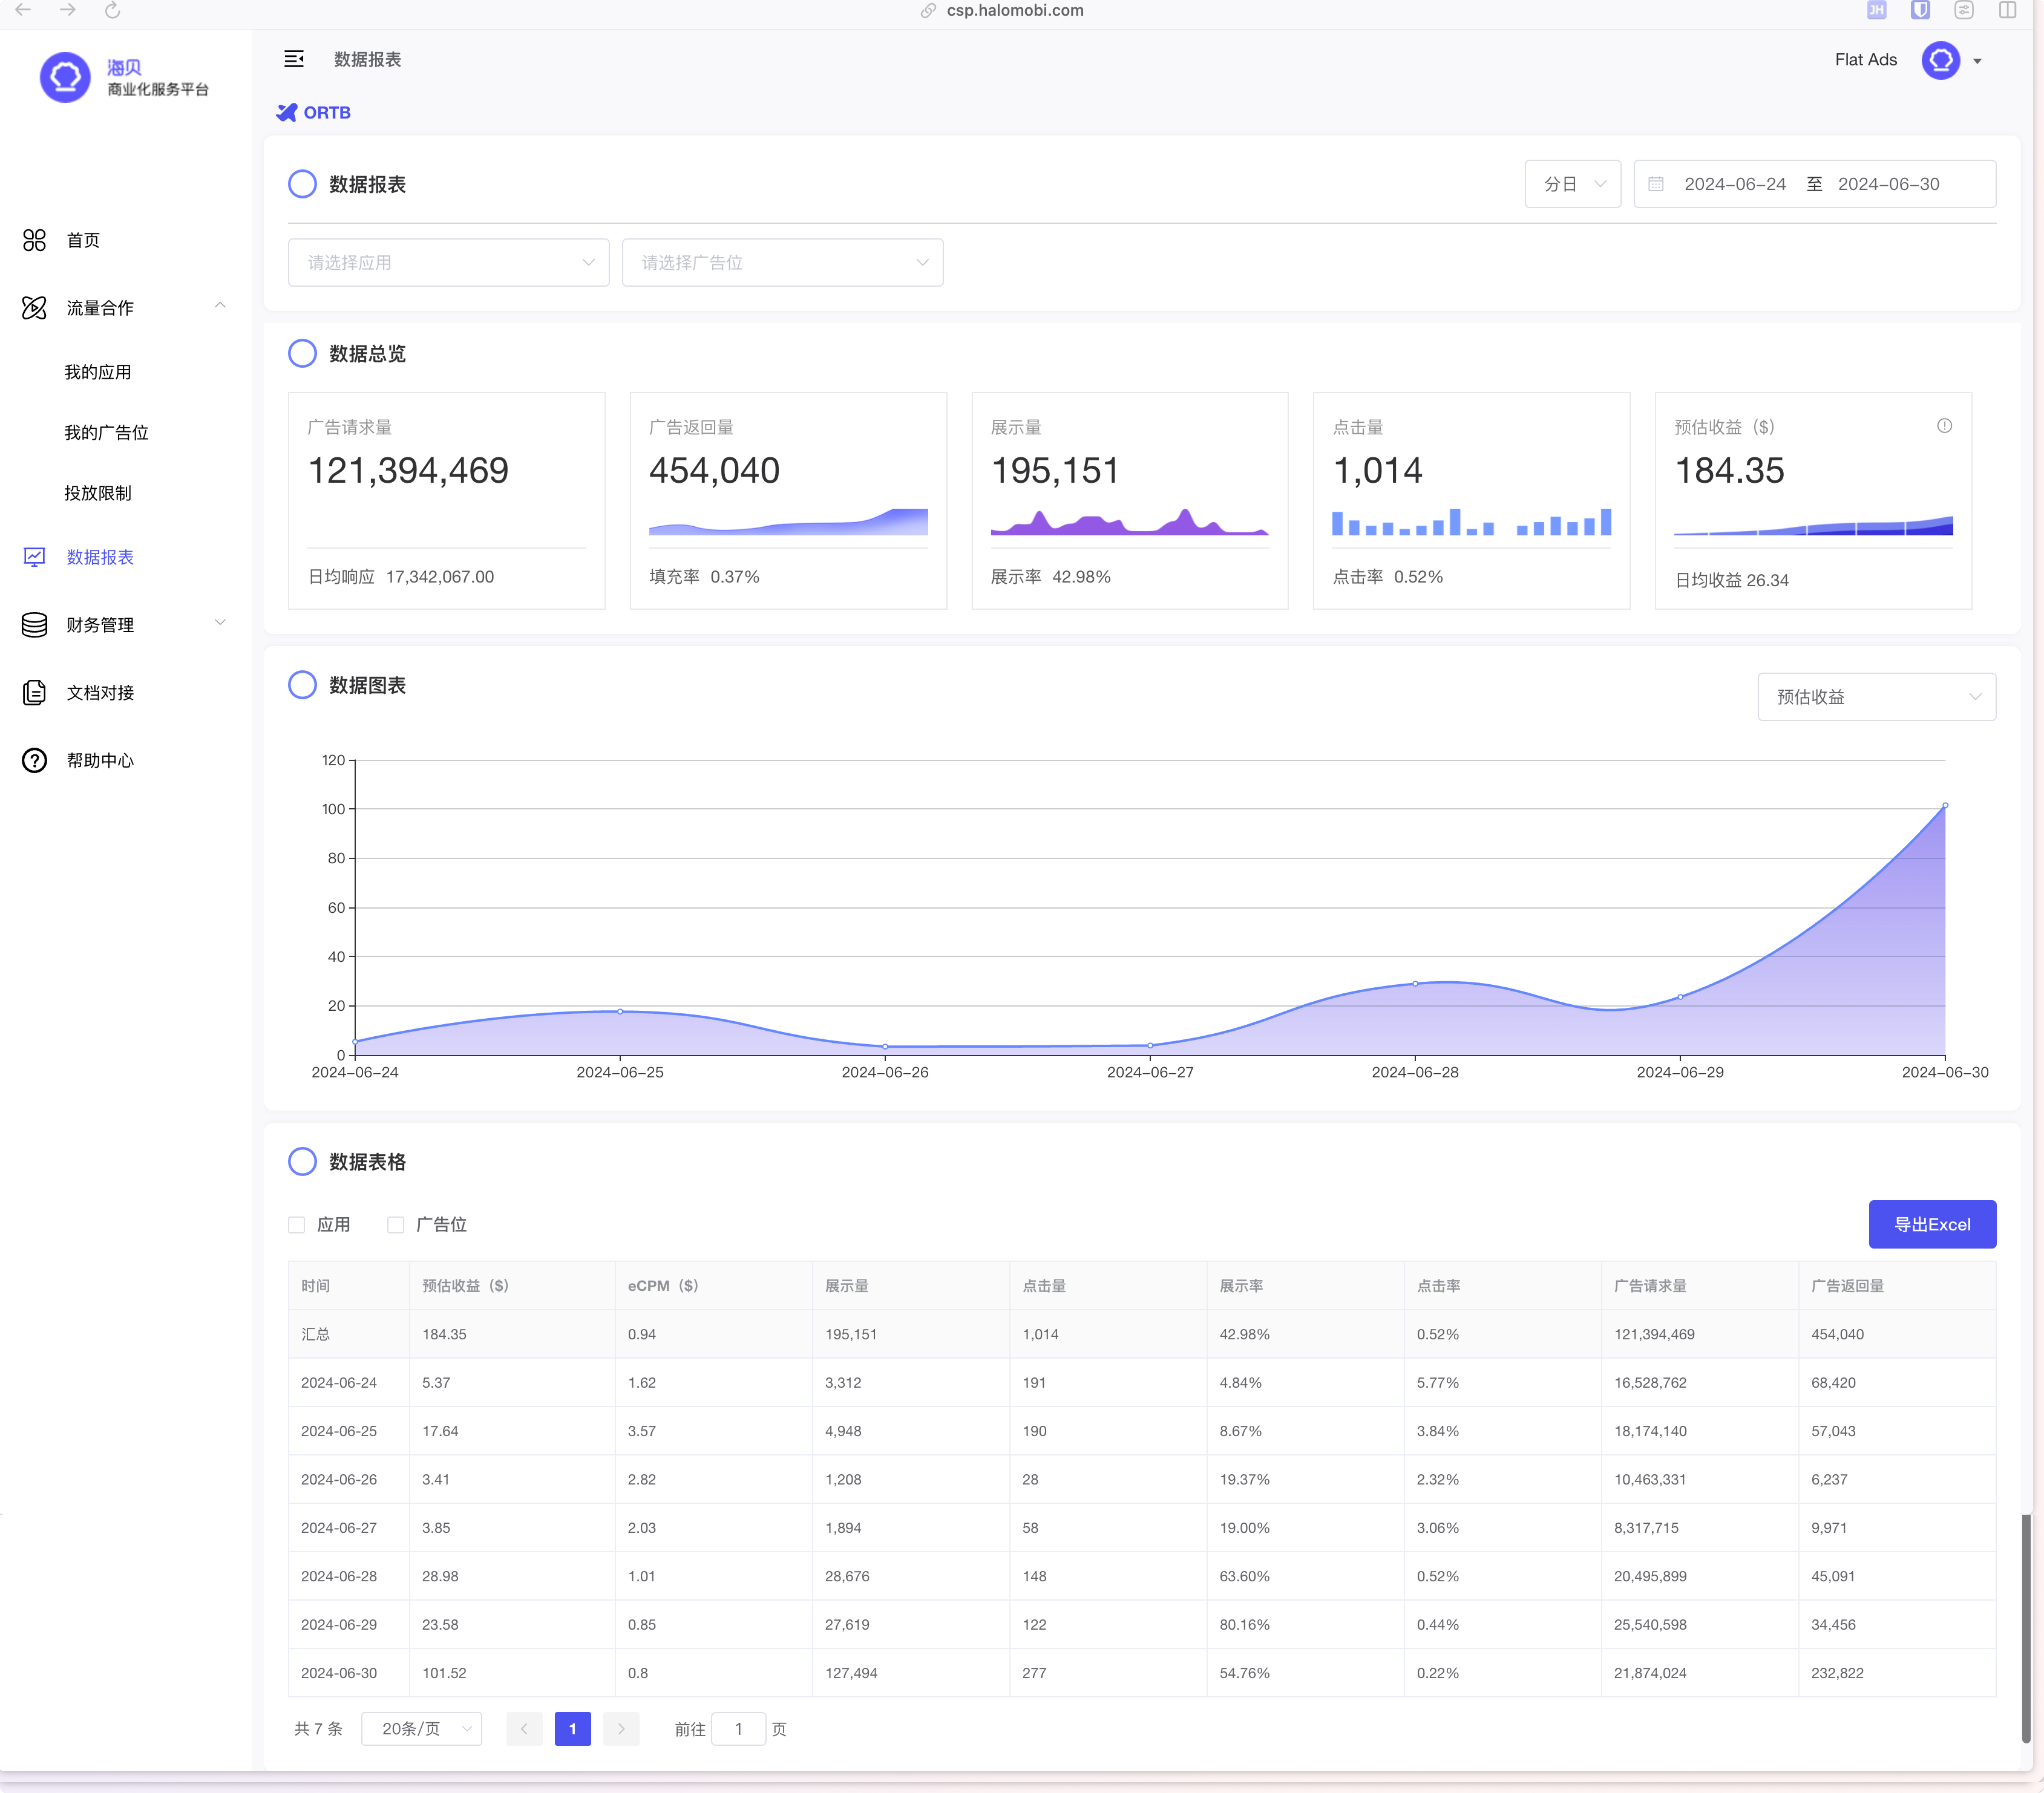 csp.halomobi.com
JH
海贝
商业化服务平台
数据报表
Flat Ads
ORTB
首页
流量合作
我的应用
我的广告位
投放限制
数据报表
财务管理
文档对接
帮助中心
数据报表
分日
2024-06-24 至 2024-06-30
请选择应用
请选择广告位
数据总览
广告请求量
121,394,469
日均响应 17,342,067.00
广告返回量
454,040
填充率 0.37%
展示量
195,151
展示率 42.98%
点击量
1,014
点击率 0.52%
预估收益（$）
184.35
日均收益 26.34
数据图表
预估收益
120
100
80
60
40
20
0
2024-06-24 2024-06-25 2024-06-26 2024-06-27 2024-06-28 2024-06-29 2024-06-30
数据表格
应用 广告位
导出Excel
时间 预估收益（$） eCPM（$） 展示量 点击量 展示率 点击率 广告请求量 广告返回量
汇总 184.35 0.94 195,151 1,014 42.98% 0.52% 121,394,469 454,040
2024-06-24 5.37 1.62 3,312 191 4.84% 5.77% 16,528,762 68,420
2024-06-25 17.64 3.57 4,948 190 8.67% 3.84% 18,174,140 57,043
2024-06-26 3.41 2.82 1,208 28 19.37% 2.32% 10,463,331 6,237
2024-06-27 3.85 2.03 1,894 58 19.00% 3.06% 8,317,715 9,971
2024-06-28 28.98 1.01 28,676 148 63.60% 0.52% 20,495,899 45,091
2024-06-29 23.58 0.85 27,619 122 80.16% 0.44% 25,540,598 34,456
2024-06-30 101.52 0.8 127,494 277 54.76% 0.22% 21,874,024 232,822
共 7 条 20条/页 1 前往 1 页